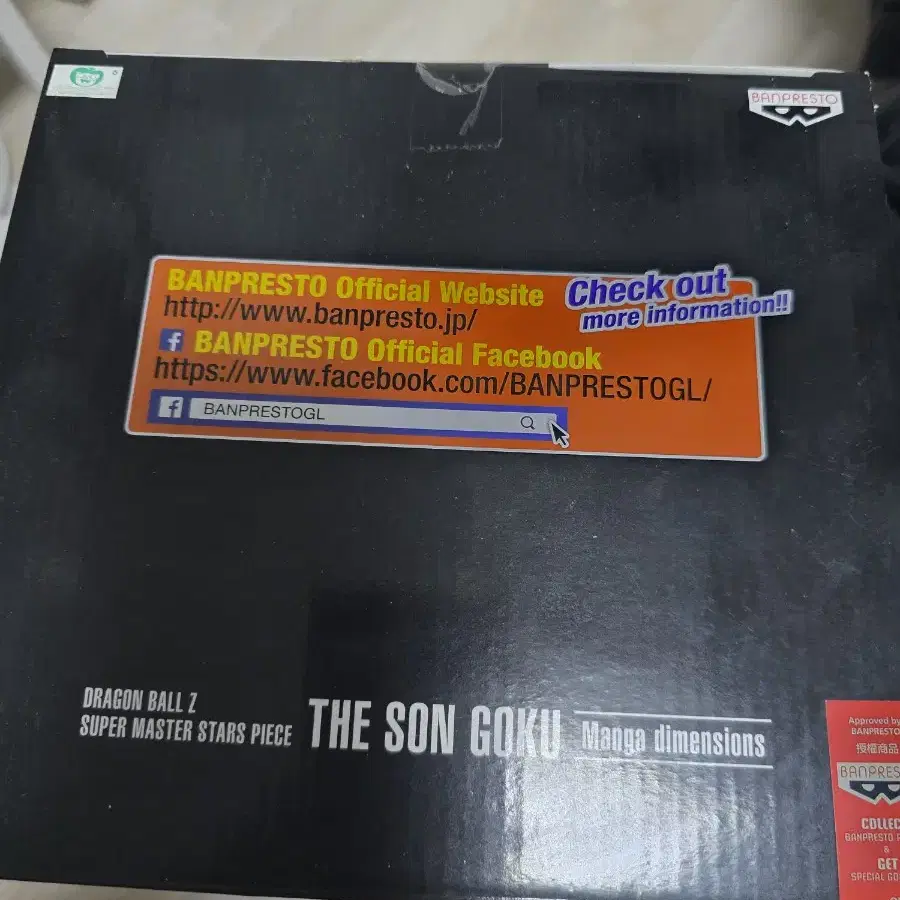 BANPRESTO
BANPRESTO Official Website
http://www.banpresto.jp/
Check out
more information!!
BANPRESTO Official Facebook
https://www.facebook.com/BANPRESTOGL/
BANPRESTOGL
DRAGON BALL Z
SUPER MASTER STARS PIECE
THE SON GOKU
Manga dimensions
Approved by
BANPRESTO
授權商品
BANPRES
COLLEC
BANPRESTO
&
GET
SPECIAL